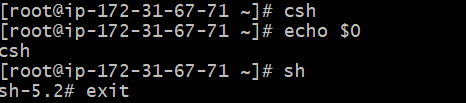 [root@ip-172-31-67-71 ~]# csh
[root@ip-172-31-67-71 ~]# echo $0
csh
[root@ip-172-31-67-71 ~]# sh
sh-5.2# exit